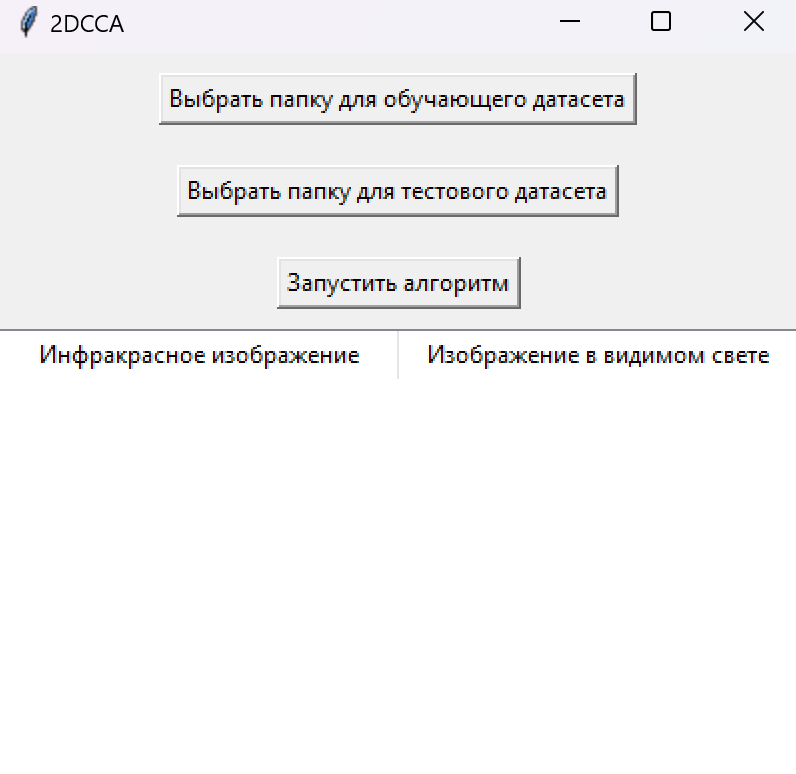 2DCCA
Выбрать папку для обучающего датасета
Выбрать папку для тестового датасета
Запустить алгоритм
Инфракрасное изображение Изображение в видимом свете